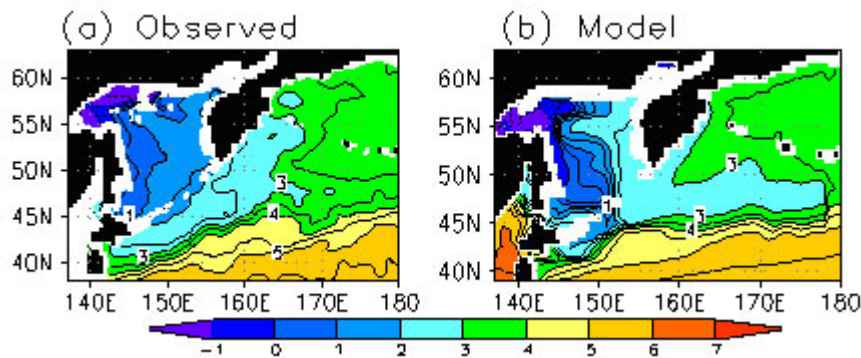 (a) Observed
(b) Model
60N
55N
50N
45N
40N
1
3
3
4
5
140E
150E
160E
170E
180
60N
55N
50N
45N
40N
3
1
3
4
140E
150E
160E
170E
180
-1
0
1
2
3
4
5
6
7